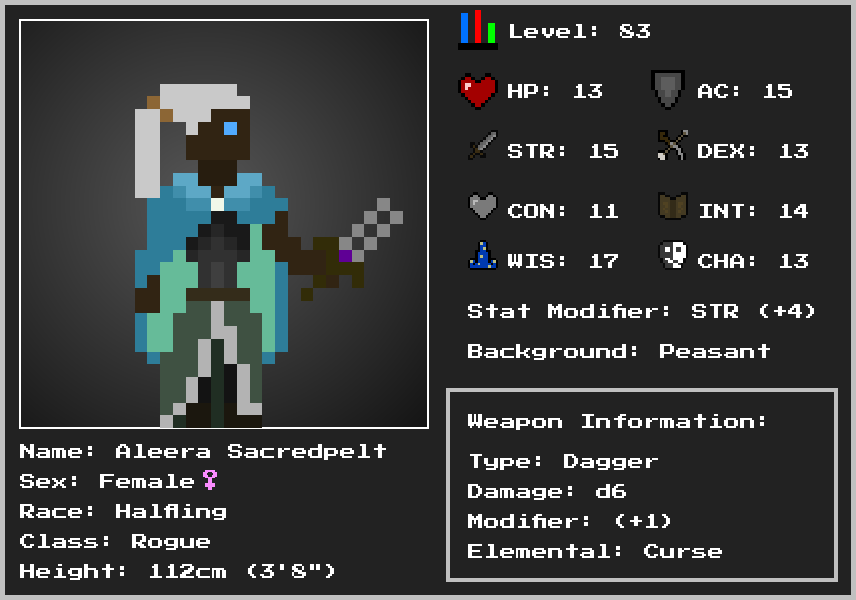 Level: 83
HP: 13 AC: 15
STR: 15 DEX: 13
CON: 11 INT: 14
WIS: 17 CHA: 13
Stat Modifier: STR (+4)
Background: Peasant
Weapon Information:
Type: Dagger
Damage: d6
Modifier: (+1)
Elemental: Curse
Name: Aleera Sacredpelt
Sex: Female♀
Race: Halfling
Class: Rogue
Height: 112cm (3'8")